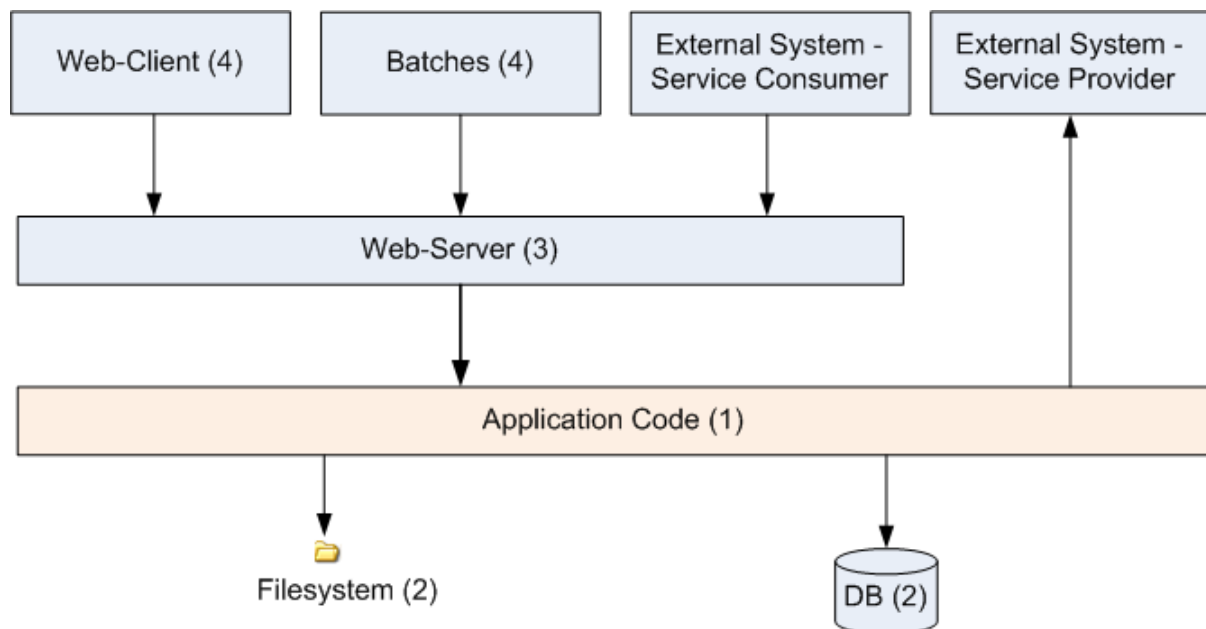 Web-Client (4)
Batches (4)
External System -
Service Consumer
External System -
Service Provider
Web-Server (3)
Application Code (1)
Filesystem (2)
DB (2)